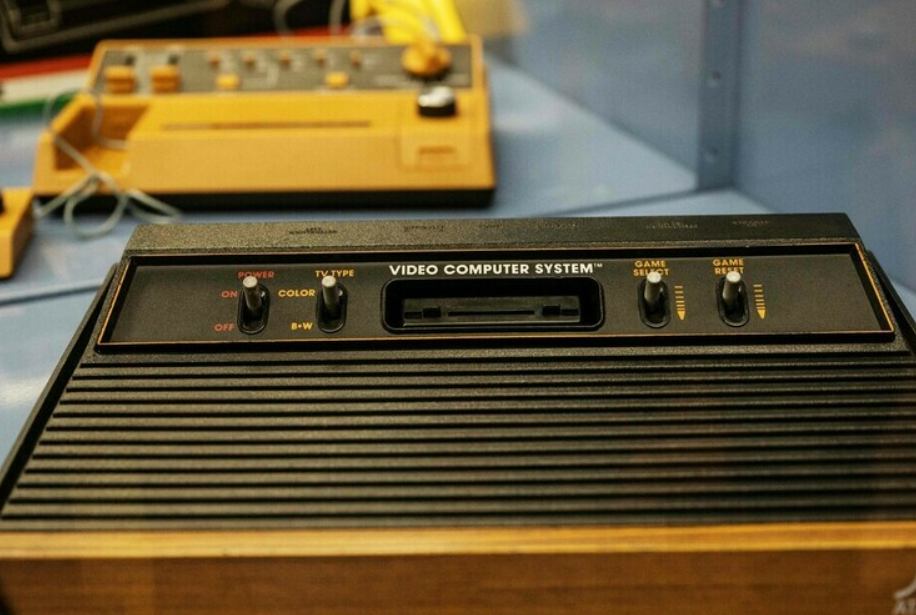 VIDEO COMPUTER SYSTEM™
POWER
ON
OFF
TV TYPE
COLOR
B•W
GAME
SELECT
GAME
RESET